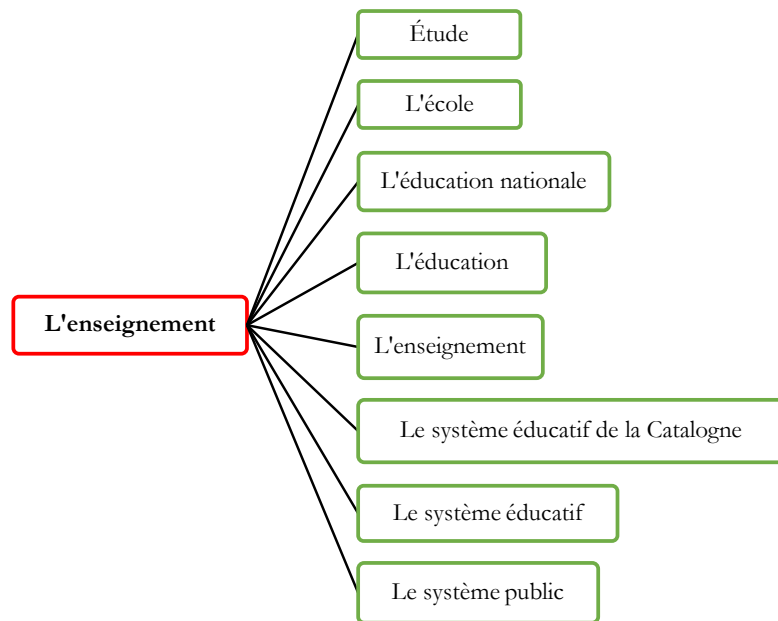 Étude
L'école
L'éducation nationale
L'éducation
L'enseignement
L'enseignement
Le système éducatif de la Catalogne
Le système éducatif
Le système public